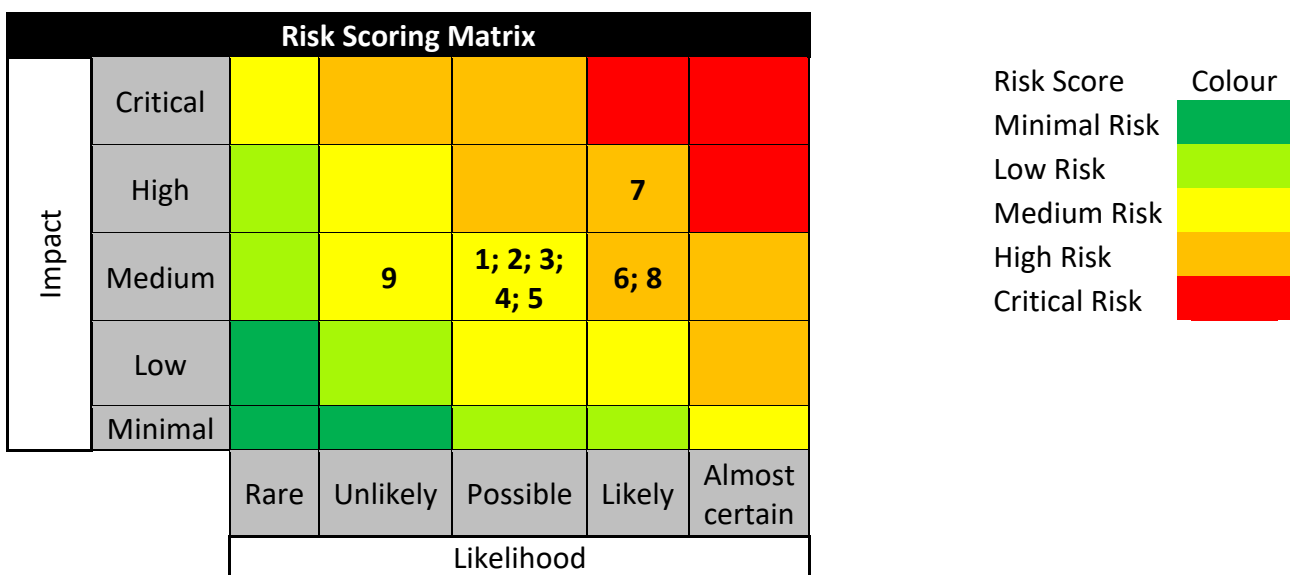 Risk Scoring Matrix
Impact
Critical
High
7
Medium
9
1; 2; 3;
4; 5
6; 8
Low
Minimal
Rare
Unlikely
Possible
Likely
Almost
certain
Likelihood
Risk Score Colour
Minimal Risk
Low Risk
Medium Risk
High Risk
Critical Risk